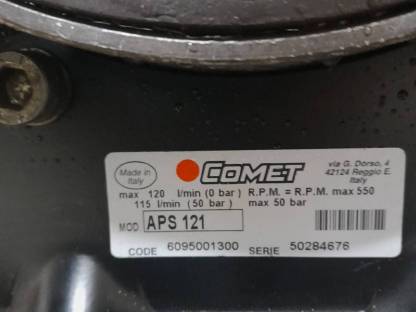 Made in
Italy
COMET
via G. Dorso, 4
42124 Reggio E.
Italy
max 120 l/min (0 bar) R.P.M. = R.P.M. max 550
115 l/min (50 bar) max 50 bar
MOD APS 121
CODE 6095001300 SERIE 50284676